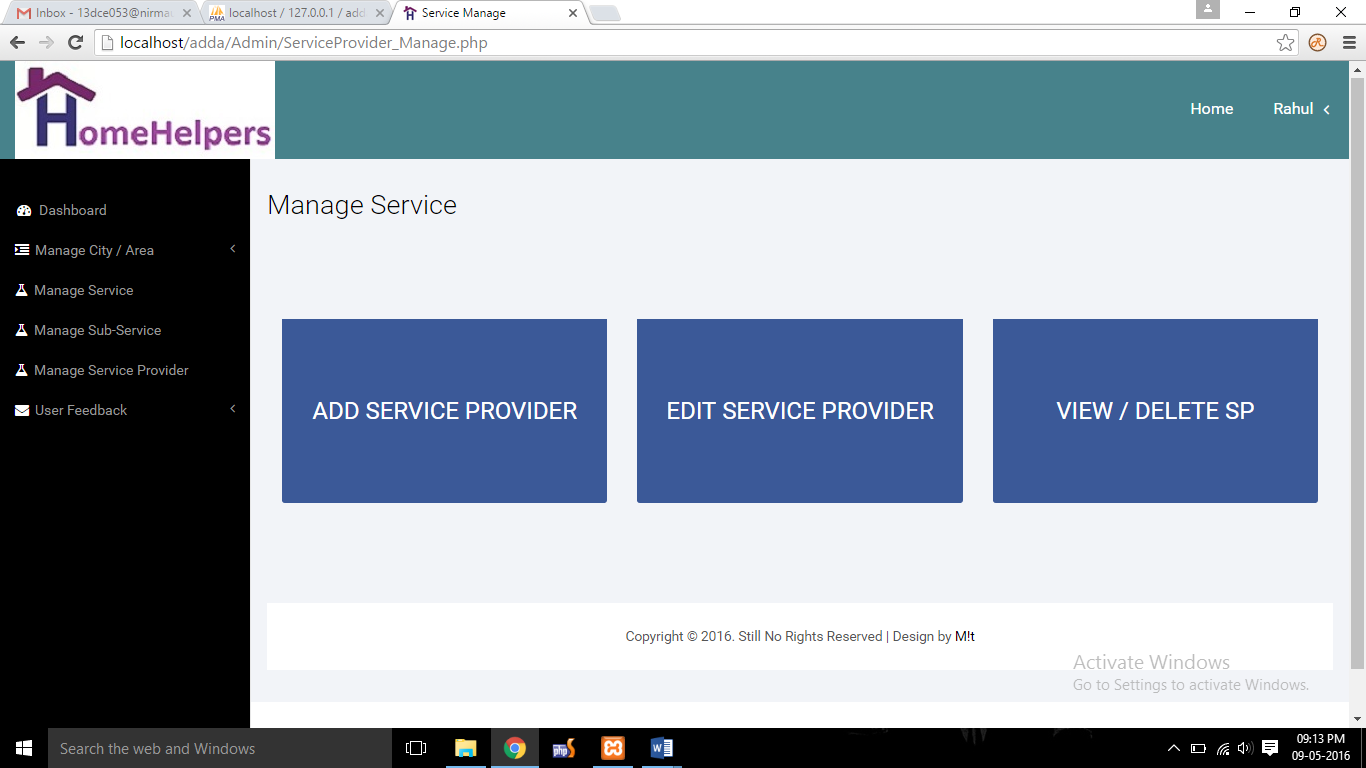 Inbox - 13dce053@nirmau
localhost / 127.0.0.1 / add
Service Manage
localhost/adda/Admin/ServiceProvider_Manage.php
HomeHelpers
Home
Rahul
Dashboard
Manage City / Area
Manage Service
Manage Sub-Service
Manage Service Provider
User Feedback
Manage Service
ADD SERVICE PROVIDER
EDIT SERVICE PROVIDER
VIEW / DELETE SP
Copyright © 2016. Still No Rights Reserved | Design by M!t
Activate Windows
Go to Settings to activate Windows.
Search the web and Windows
09:13 PM
09-05-2016